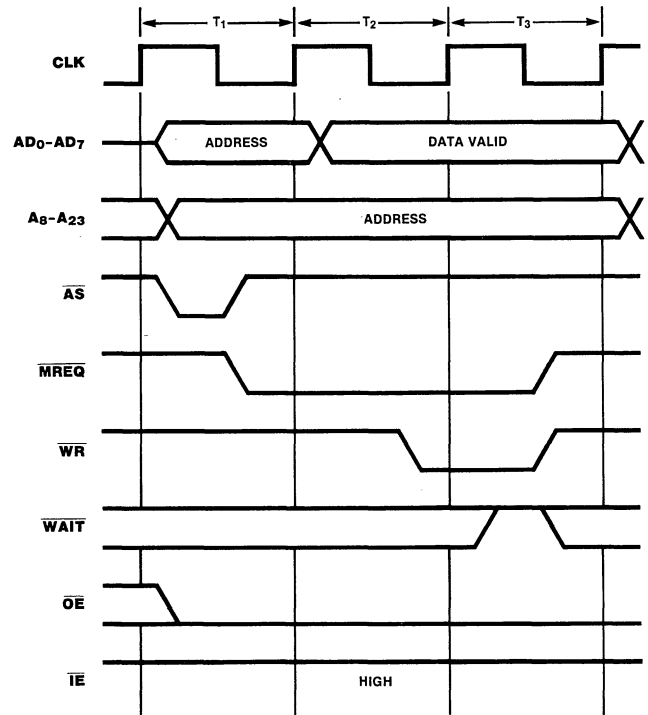 T1 T2 T3
CLK
AD0-AD7 ADDRESS DATA VALID
A8-A23 ADDRESS
AS
MREQ
WR
WAIT
OE
IE HIGH